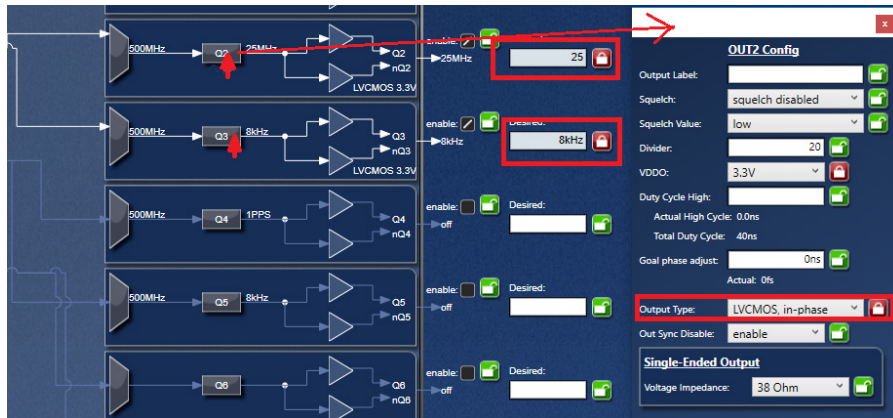 500MHz
Q2
25MHz
Q2
nQ2
LVCMOS 3.3V
enable:
25MHz
25
500MHz
Q3
8kHz
Q3
nQ3
LVCMOS 3.3V
enable:
8kHz
Desired:
8kHz
500MHz
Q4
1PPS
Q4
nQ4
enable:
off
Desired:
500MHz
Q5
8kHz
Q5
nQ5
enable:
off
Desired:
Q6
Q6
nQ6
enable:
off
Desired:
x
OUT2 Config
Output Label:
Squelch: squelch disabled
Squelch Value: low
Divider: 20
VDDO: 3.3V
Duty Cycle High:
Actual High Cycle: 0.0ns
Total Duty Cycle: 40ns
Goal phase adjust: 0ns
Actual: 0fs
Output Type: LVCMOS, in-phase
Out Sync Disable: enable
Single-Ended Output
Voltage Impedance: 38 Ohm